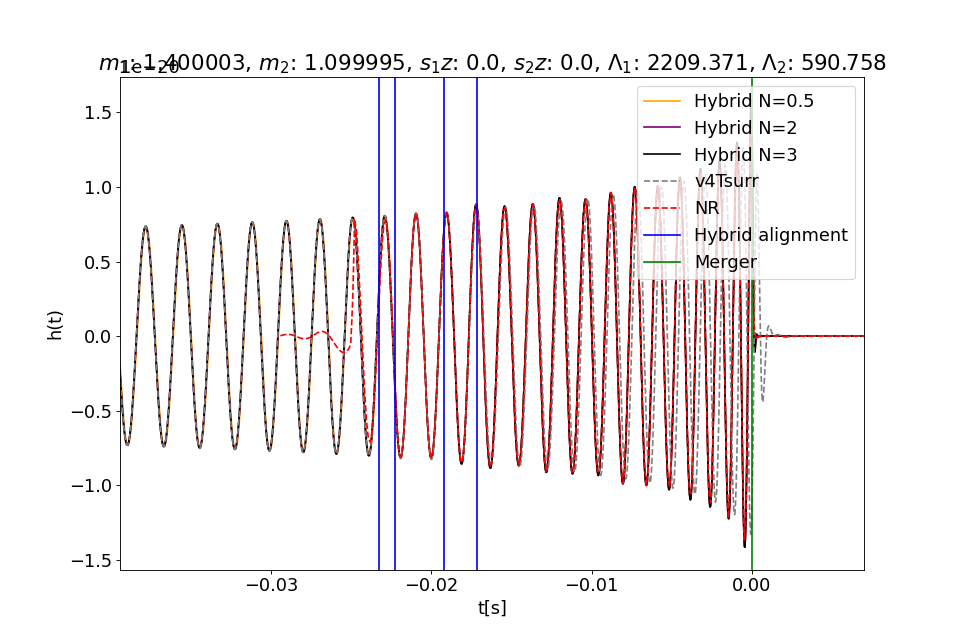 m₁: 1.400003, m₂: 1.099995, s₁z: 0.0, s₂z: 0.0, Λ₁: 2209.371, Λ₂: 590.758
1e−20
1.5
1.0
0.5
0.0
−0.5
−1.0
−1.5
h(t)
Hybrid N=0.5
Hybrid N=2
Hybrid N=3
v4Tsurr
NR
Hybrid alignment
Merger
−0.03
−0.02
−0.01
0.00
t[s]